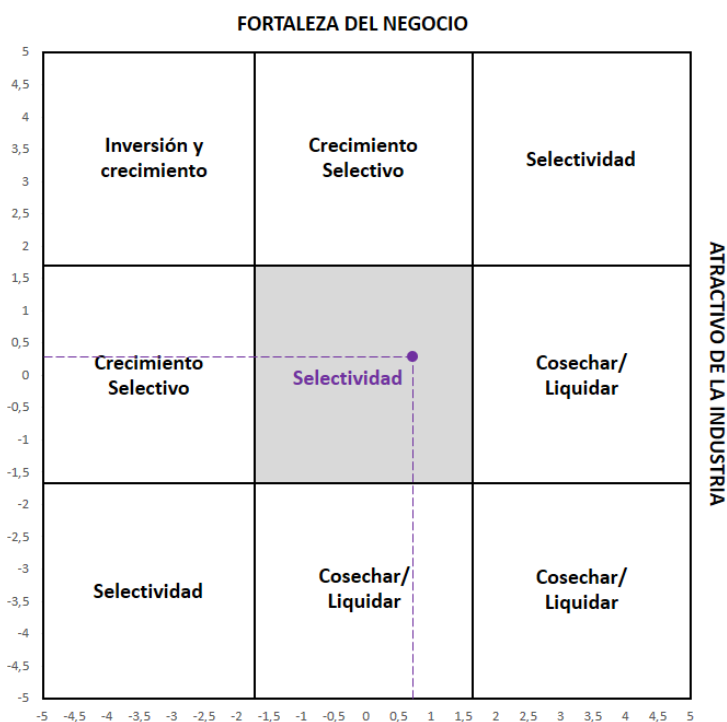 FORTALEZA DEL NEGOCIO
5
4,5
4
3,5
3
2,5
2
1,5
1
0,5
0
-0,5
-1
-1,5
-2
-2,5
-3
-3,5
-4
-4,5
-5
Inversión y
crecimiento
Crecimiento
Selectivo
Selectividad
Crecimiento
Selectivo
Selectividad
Cosechar/
Liquidar
Selectividad
Cosechar/
Liquidar
Cosechar/
Liquidar
ATRACTIVO DE LA INDUSTRIA
-5 -4,5 -4 -3,5 -3 -2,5 -2 -1,5 -1 -0,5 0 0,5 1 1,5 2 2,5 3 3,5 4 4,5 5